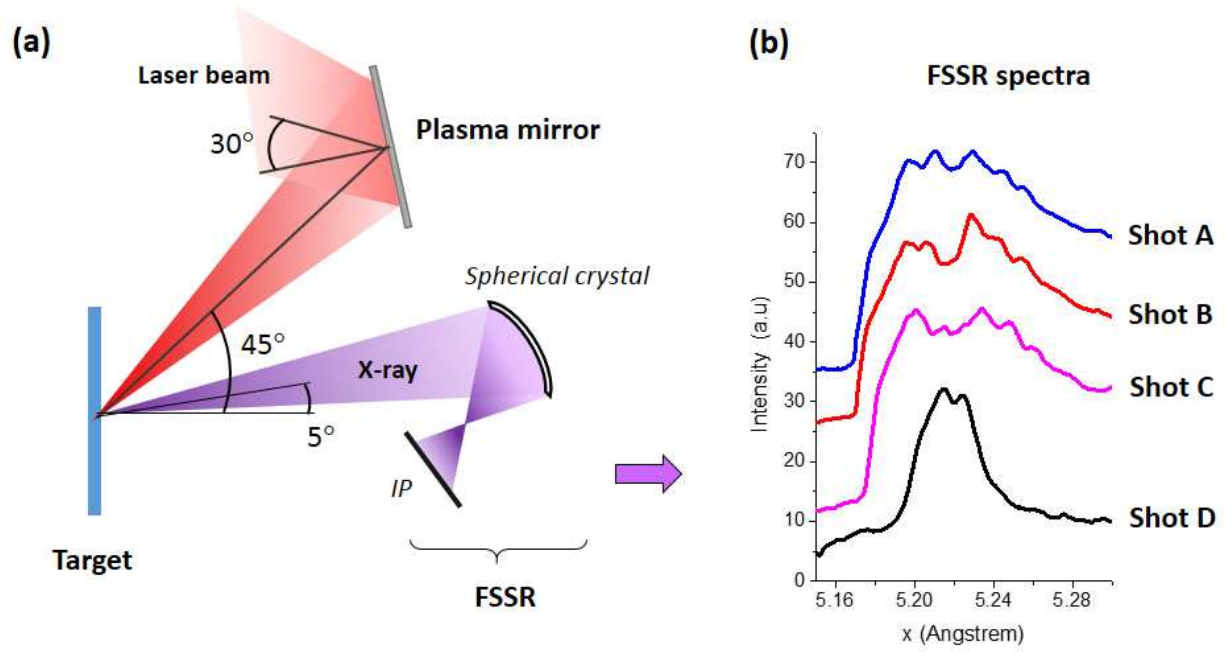 (a)
Laser beam
30°
Plasma mirror
Spherical crystal
45°
X-ray
5°
IP
Target
FSSR
(b)
FSSR spectra
Intensity (a.u)
70
60
50
40
30
20
10
0
5.16 5.20 5.24 5.28
x (Angstrem)
Shot A
Shot B
Shot C
Shot D